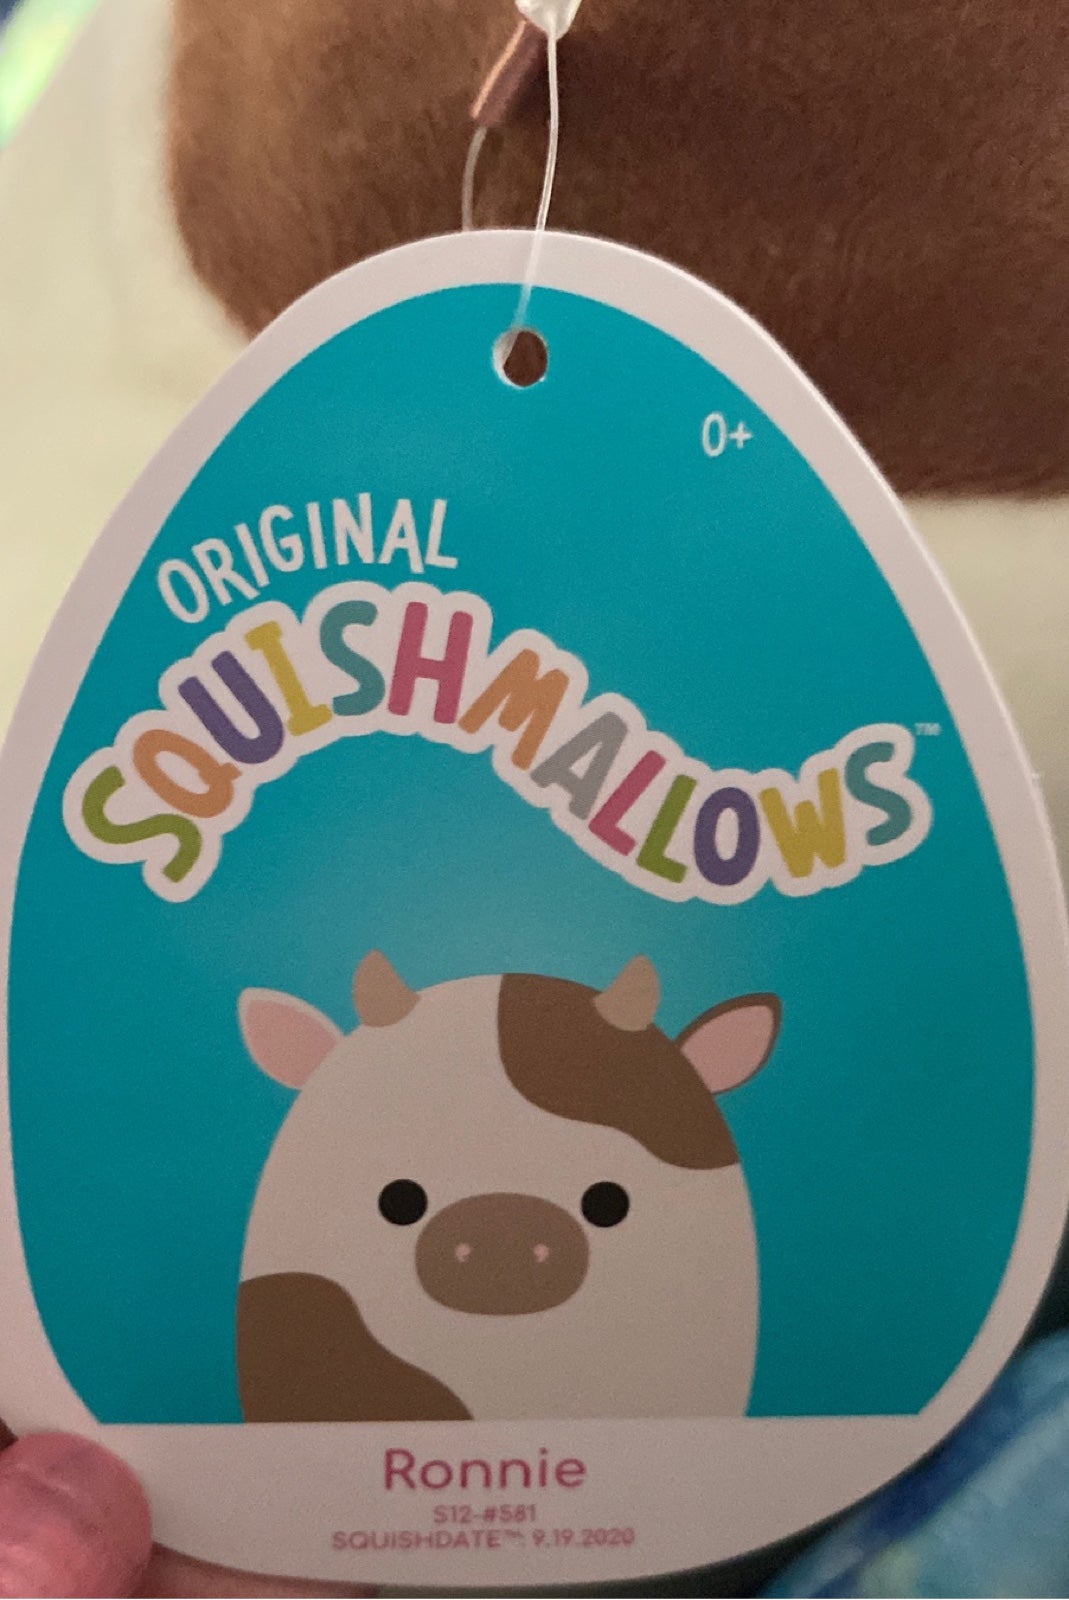 0+
ORIGINAL
SQUISHMALLOWS™
Ronnie
S12-#581
SQUISHDATE™: 9.19.2020